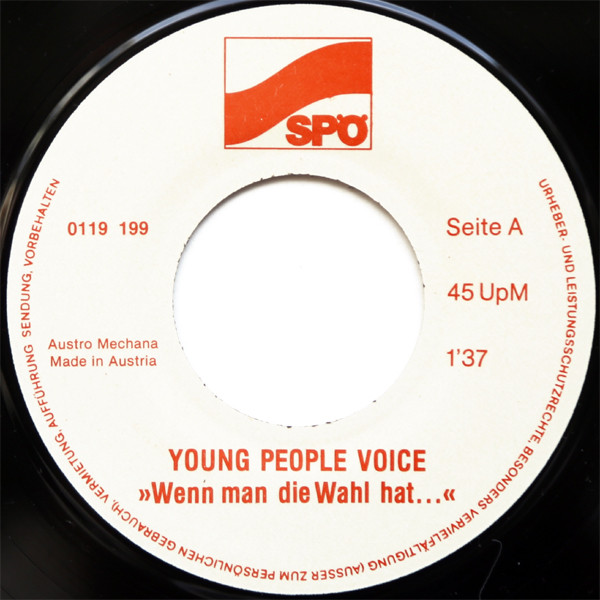 SPÖ
0119 199
Seite A
45 UpM
Austro Mechana
Made in Austria
1'37
YOUNG PEOPLE VOICE
»Wenn man die Wahl hat...«
URHEBER- UND LEISTUNGSSCHUTZRECHTE, BESONDERS VERVIELFÄLTIGUNG (AUSSER ZUM PERSÖNLICHEN GEBRAUCH), VERMIETUNG, AUFFÜHRUNG SENDUNG, VORBEHALTEN